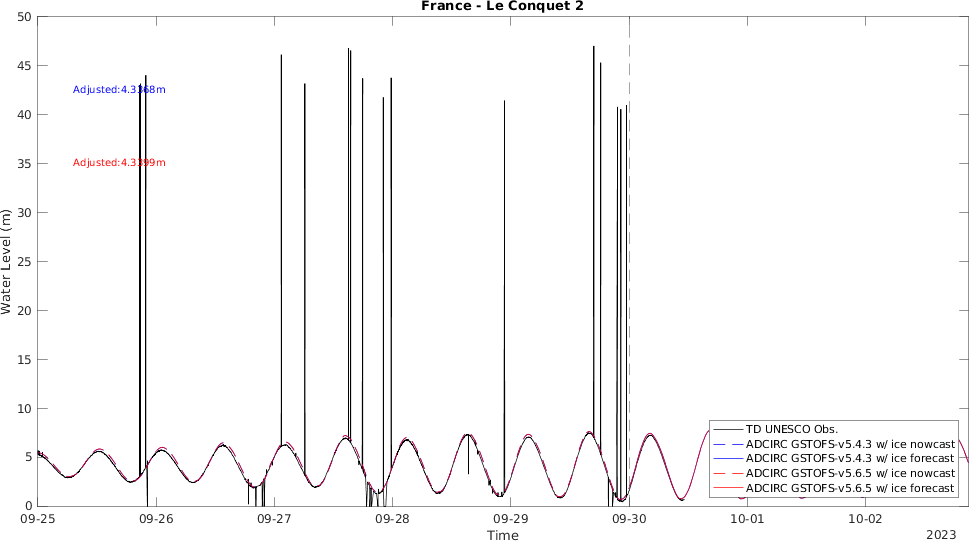 France - Le Conquet 2
50
45
40
35
30
25
20
15
10
5
0
Water Level (m)
Adjusted:4.3368m
Adjusted:4.3399m
TD UNESCO Obs.
ADCIRC GSTOFS-v5.4.3 w/ ice nowcast
ADCIRC GSTOFS-v5.4.3 w/ ice forecast
ADCIRC GSTOFS-v5.6.5 w/ ice nowcast
ADCIRC GSTOFS-v5.6.5 w/ ice forecast
09-25 09-26 09-27 09-28 09-29 09-30 10-01 10-02
Time
2023